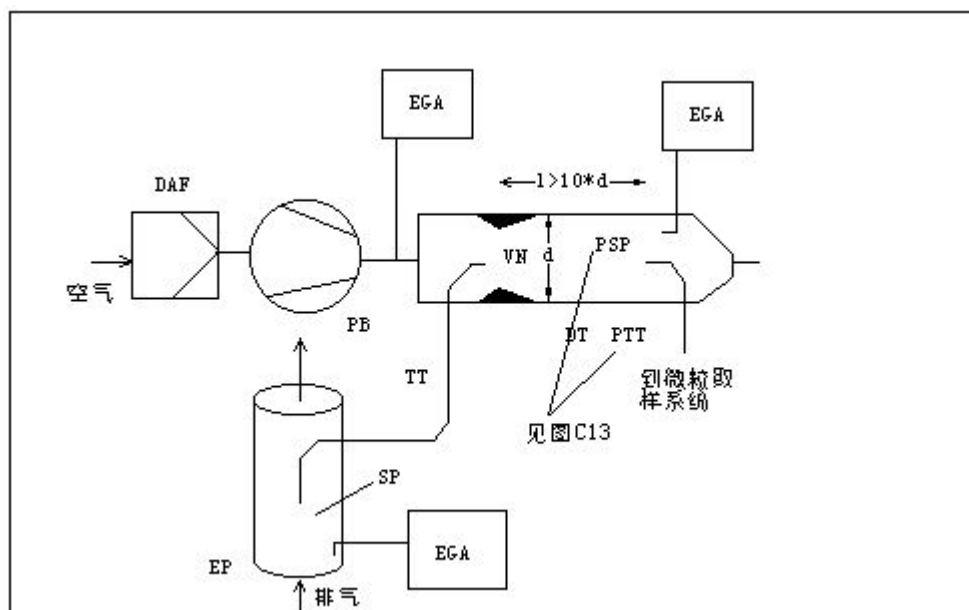 EGA
EGA
DAF
l>10*d
VN
d
PSP
空气
PB
DT
PTT
TT
到微粒取
样系统
见图C13
SP
EGA
EP
排气